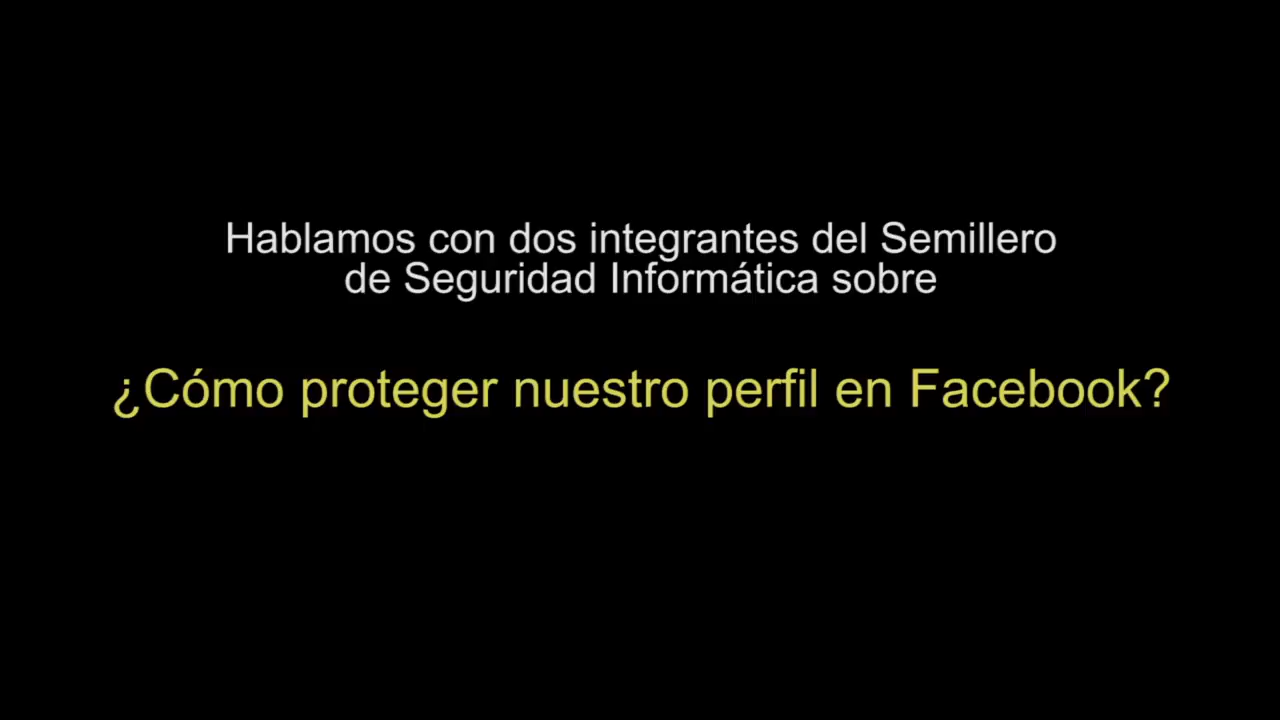 Hablamos con dos integrantes del Semillero
de Seguridad Informática sobre
¿Cómo proteger nuestro perfil en Facebook?